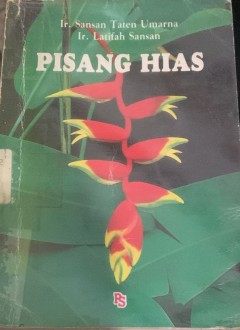 Ir. Sansan Taten Umarna
Ir. Latifah Sansan
PISANG HIAS
PS